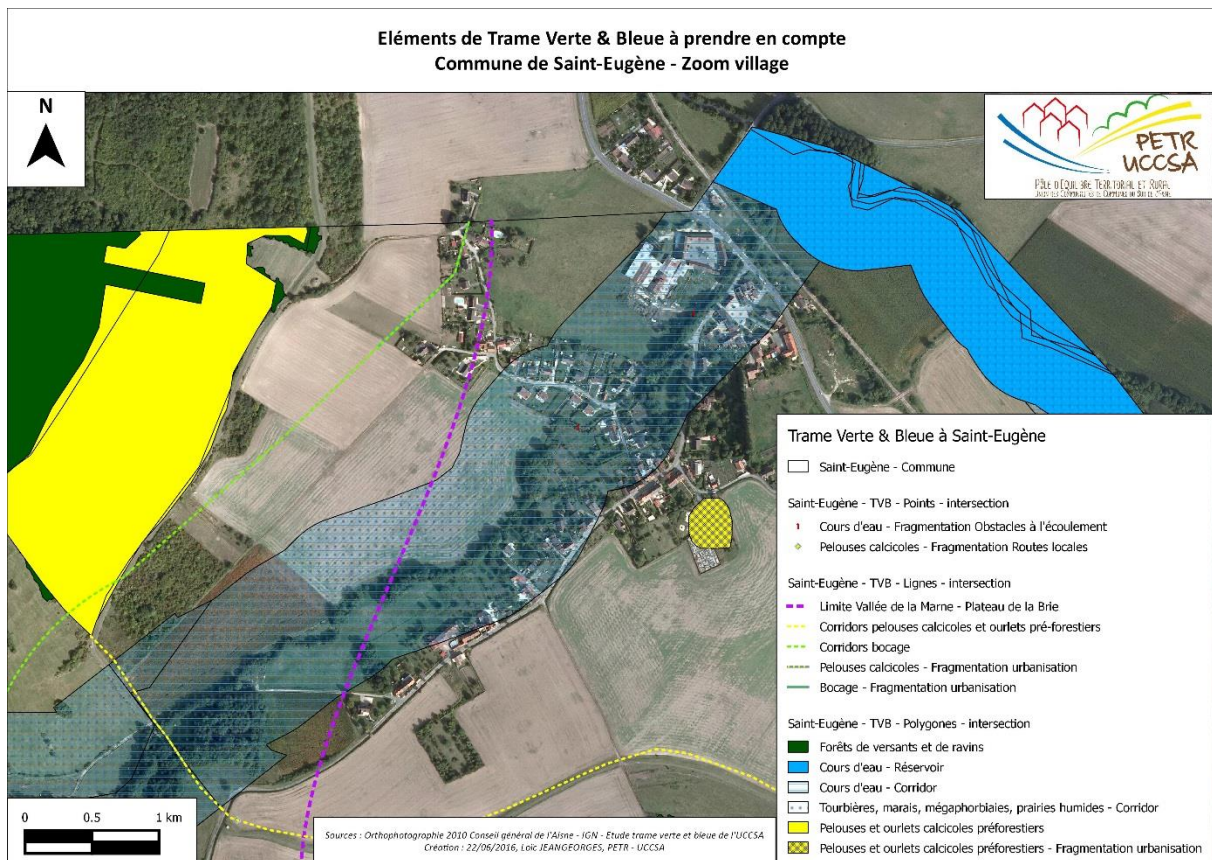 Eléments de Trame Verte & Bleue à prendre en compte
Commune de Saint-Eugène - Zoom village
N
PETR
UCCSA
PÔLE D'EQUILIBRE TERRITORIAL ET RURAL
Trame Verte & Bleue à Saint-Eugène
Saint-Eugène - Commune
Saint-Eugène - TVB - Points - intersection
Cours d'eau - Fragmentation Obstacles à l'écoulement
Pelouses calcicoles - Fragmentation Routes locales
Saint-Eugène - TVB - Lignes - intersection
Limite Vallée de la Marne - Plateau de la Brie
Corridors pelouses calcicoles et ourlets pré-forestiers
Corridors bocage
Pelouses calcicoles - Fragmentation urbanisation
Bocage - Fragmentation urbanisation
Saint-Eugène - TVB - Polygones - intersection
Forêts de versants et de ravins
Cours d'eau - Réservoir
Cours d'eau - Corridor
Tourbières, marais, mégaphorbiaies, prairies humides - Corridor
Pelouses et ourlets calcicoles préforestiers
Pelouses et ourlets calcicoles préforestiers - Fragmentation urbanisation
0 0.5 1 km
Sources : Orthophotographie 2010 Conseil général de l'Aisne - IGN - Etude trame verte et bleue de l'UCCSA
Création : 22/06/2016, Loïc JEANGEORGES, PETR - UCCSA